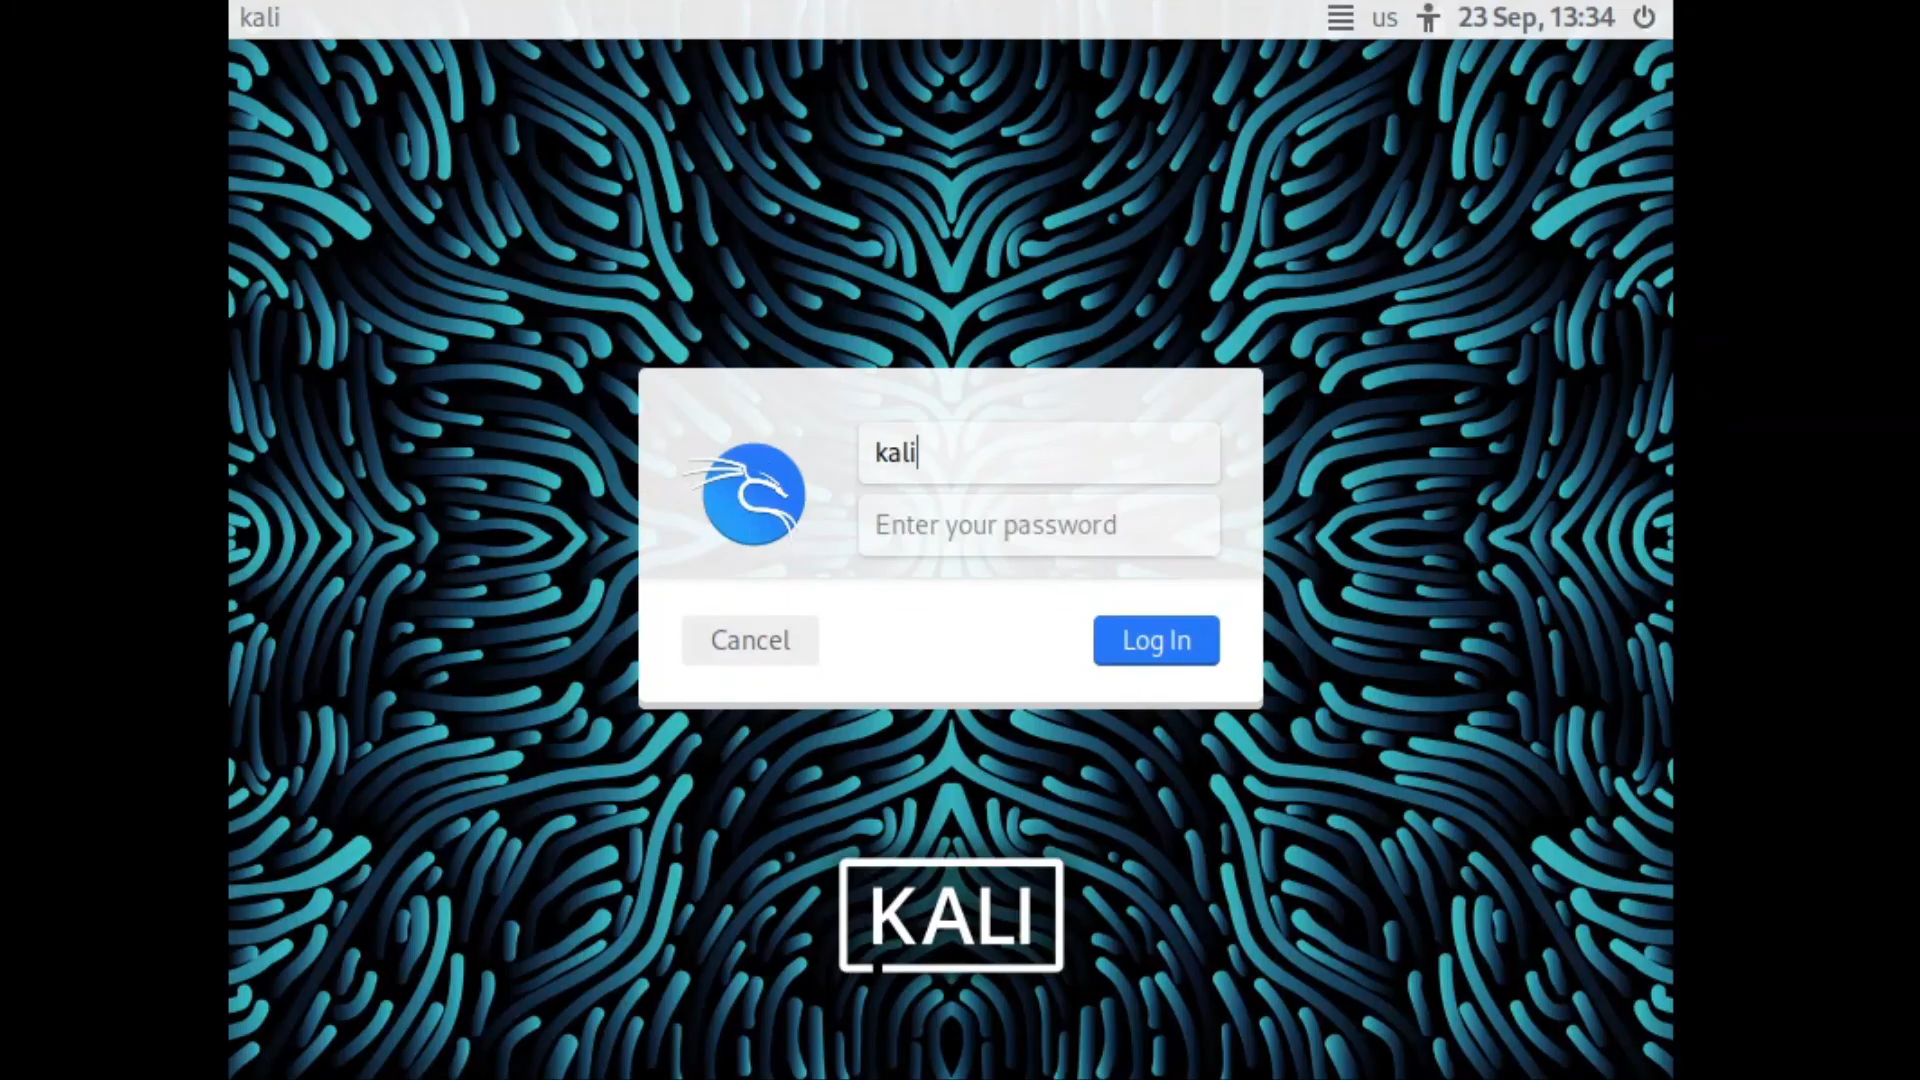 kali
us
23 Sep, 13:34
kali
Enter your password
Cancel
Log In
KALI